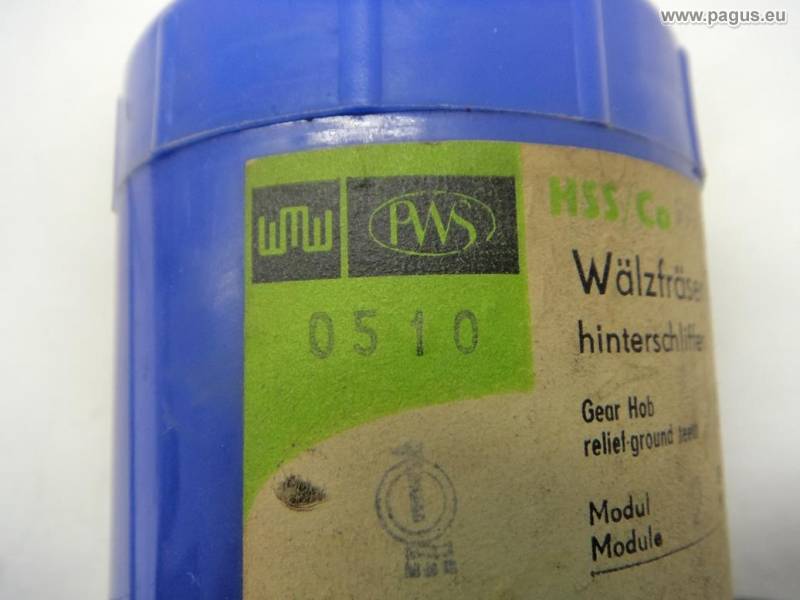 www.pagus.eu
WMW
PWS
HSS/Co
Wälzfräser
0510
hinterschliffen
Gear Hob
relief-ground teeth
Modul
Module